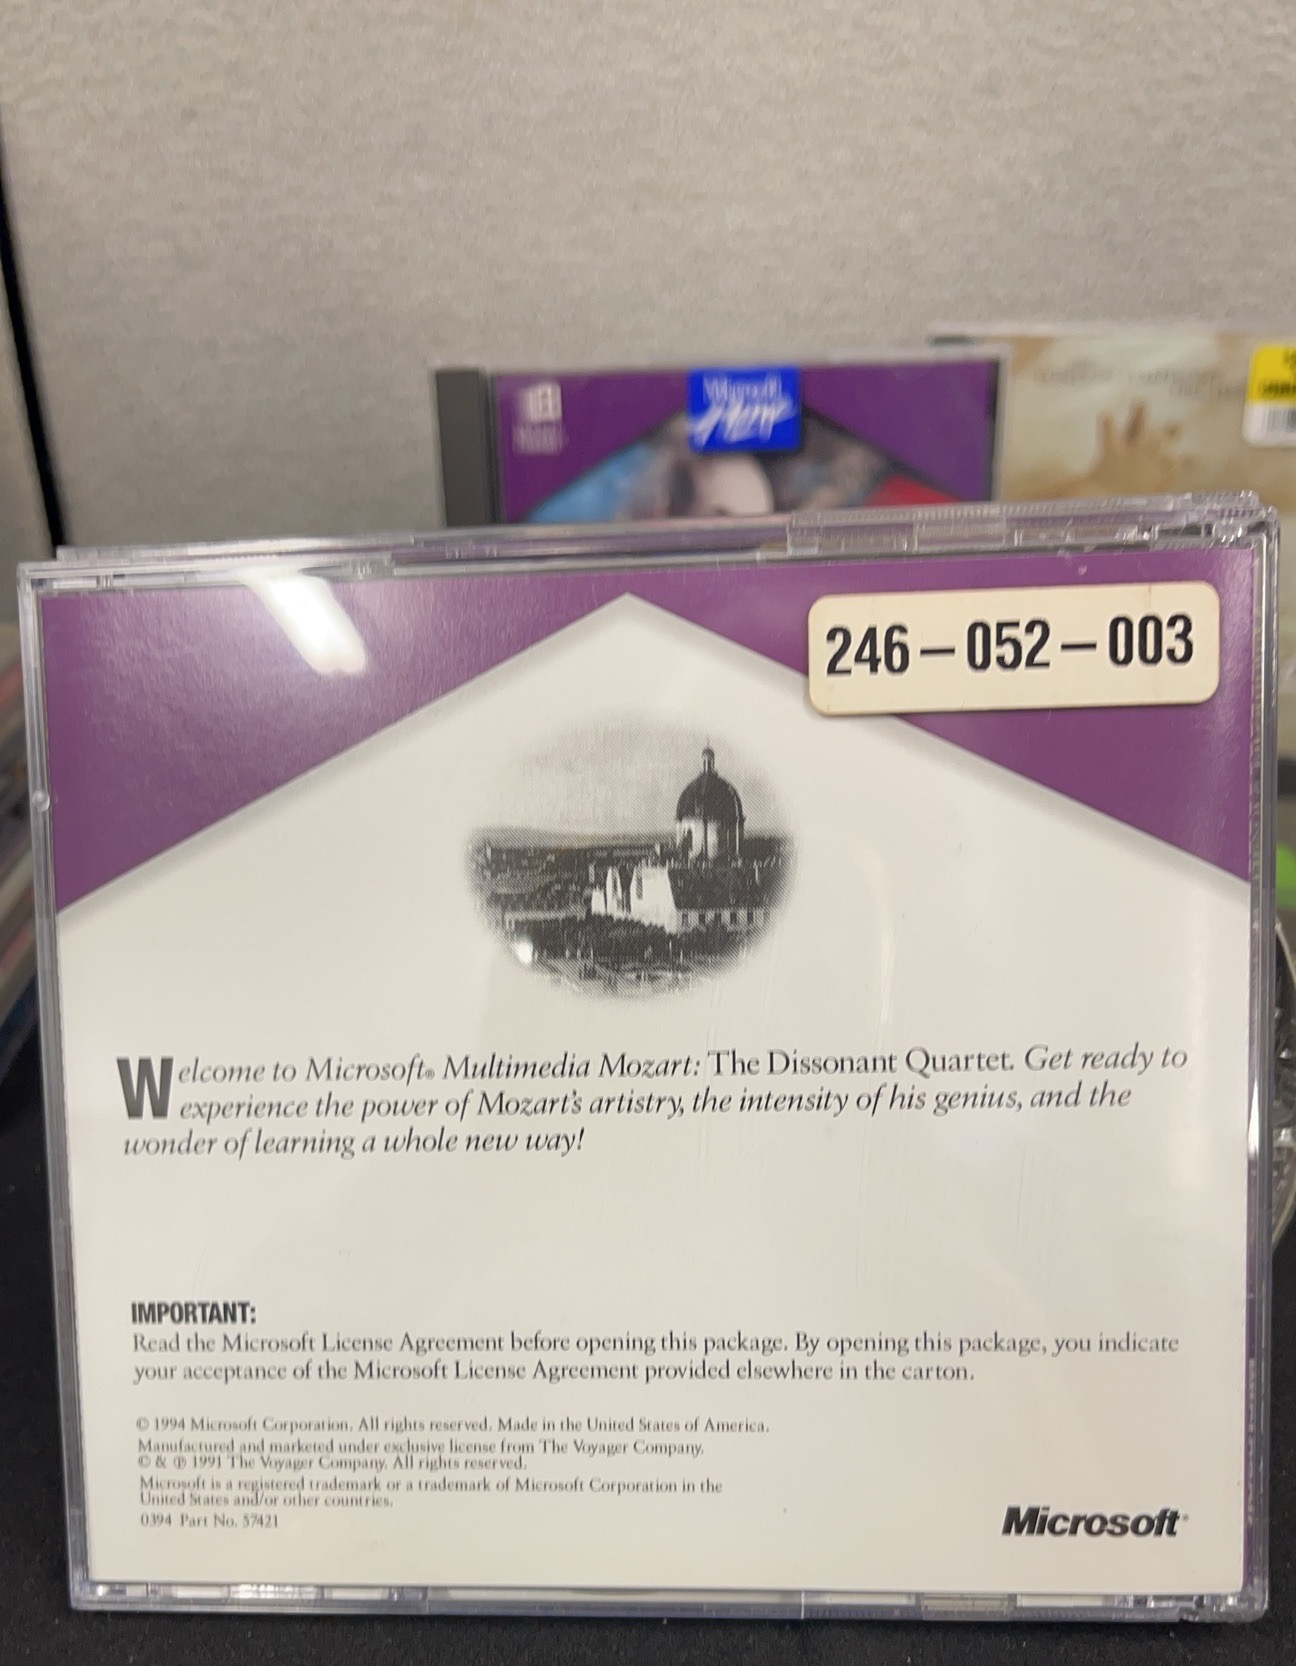 Microsoft
246-052-003
Welcome to Microsoft® Multimedia Mozart: The Dissonant Quartet. Get ready to
experience the power of Mozart's artistry, the intensity of his genius, and the
wonder of learning a whole new way!
IMPORTANT:
Read the Microsoft License Agreement before opening this package. By opening this package, you indicate
your acceptance of the Microsoft License Agreement provided elsewhere in the carton.
© 1994 Microsoft Corporation. All rights reserved. Made in the United States of America.
Manufactured and marketed under exclusive license from The Voyager Company.
© & ℗ 1991 The Voyager Company. All rights reserved.
Microsoft is a registered trademark or a trademark of Microsoft Corporation in the
United States and/or other countries.
0394 Part No. 57421
Microsoft